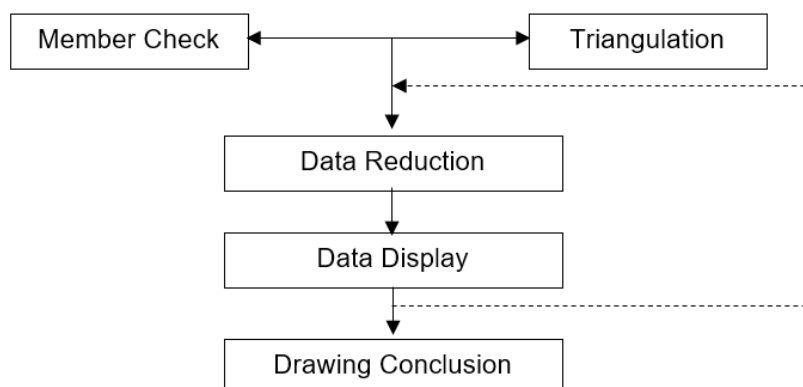 Member Check
Triangulation
Data Reduction
Data Display
Drawing Conclusion